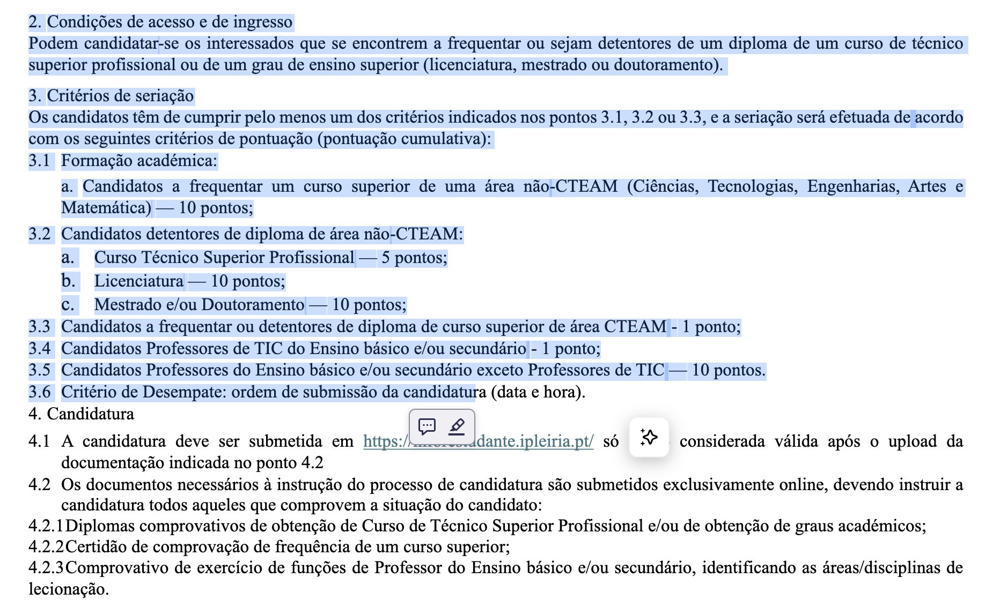 2. Condições de acesso e de ingresso
Podem candidatar-se os interessados que se encontrem a frequentar ou sejam detentores de um diploma de um curso de técnico
superior profissional ou de um grau de ensino superior (licenciatura, mestrado ou doutoramento).
3. Critérios de seriação
Os candidatos têm de cumprir pelo menos um dos critérios indicados nos pontos 3.1, 3.2 ou 3.3, e a seriação será efetuada de acordo
com os seguintes critérios de pontuação (pontuação cumulativa):
3.1 Formação académica:
a. Candidatos a frequentar um curso superior de uma área não-CTEAM (Ciências, Tecnologias, Engenharias, Artes e
Matemática) — 10 pontos;
3.2 Candidatos detentores de diploma de área não-CTEAM:
a. Curso Técnico Superior Profissional — 5 pontos;
b. Licenciatura — 10 pontos;
c. Mestrado e/ou Doutoramento — 10 pontos;
3.3 Candidatos a frequentar ou detentores de diploma de curso superior de área CTEAM - 1 ponto;
3.4 Candidatos Professores de TIC do Ensino básico e/ou secundário - 1 ponto;
3.5 Candidatos Professores do Ensino básico e/ou secundário exceto Professores de TIC — 10 pontos.
3.6 Critério de Desempate: ordem de submissão da candidatura (data e hora).
4. Candidatura
4.1 A candidatura deve ser submetida em https:// dante.ipleiria.pt/ só considerada válida após o upload da
documentação indicada no ponto 4.2
4.2 Os documentos necessários à instrução do processo de candidatura são submetidos exclusivamente online, devendo instruir a
candidatura todos aqueles que comprovem a situação do candidato:
4.2.1 Diplomas comprovativos de obtenção de Curso de Técnico Superior Profissional e/ou de obtenção de graus académicos;
4.2.2 Certidão de comprovação de frequência de um curso superior;
4.2.3 Comprovativo de exercício de funções de Professor do Ensino básico e/ou secundário, identificando as áreas/disciplinas de
lecionação.